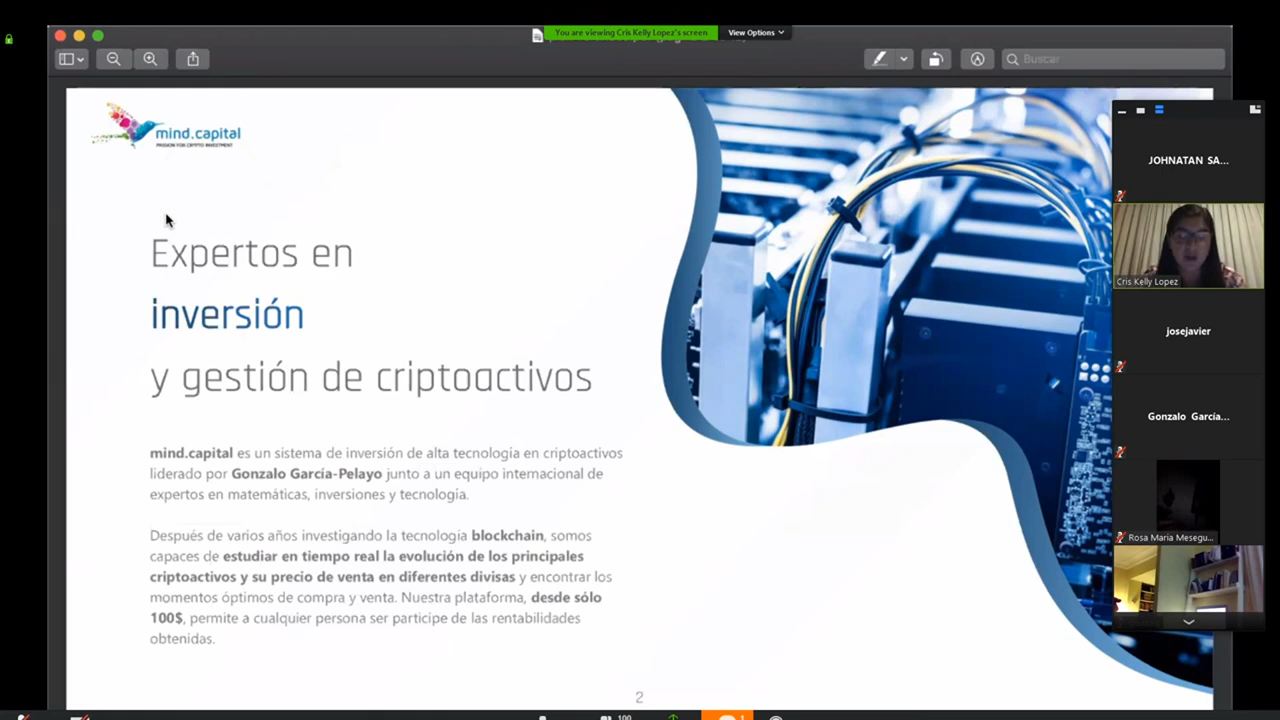 You are viewing Cris Kelly Lopez's screen
View Options
Buscar
mind.capital
PASSION FOR CRYPTO INVESTMENT
Expertos en
inversión
y gestión de criptoactivos
mind.capital es un sistema de inversión de alta tecnología en criptoactivos
liderado por Gonzalo García-Pelayo junto a un equipo internacional de
expertos en matemáticas, inversiones y tecnología.
Después de varios años investigando la tecnología blockchain, somos
capaces de estudiar en tiempo real la evolución de los principales
criptoactivos y su precio de venta en diferentes divisas y encontrar los
momentos óptimos de compra y venta. Nuestra plataforma, desde sólo
100$, permite a cualquier persona ser participe de las rentabilidades
obtenidas.
2
JOHNATAN SA...
Cris Kelly Lopez
josejavier
Gonzalo García...
Rosa Maria Mesegu...
100
1